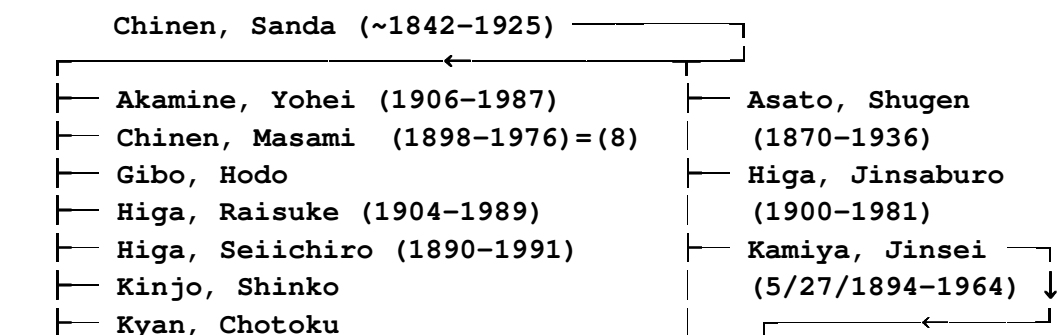 Chinen, Sanda (~1842-1925)
Akamine, Yohei (1906-1987)
Chinen, Masami (1898-1976)=(8)
Gibo, Hodo
Higa, Raisuke (1904-1989)
Higa, Seiichiro (1890-1991)
Kinjo, Shinko
Kyan, Chotoku
Asato, Shugen
(1870-1936)
Higa, Jinsaburo
(1900-1981)
Kamiya, Jinsei
(5/27/1894-1964)